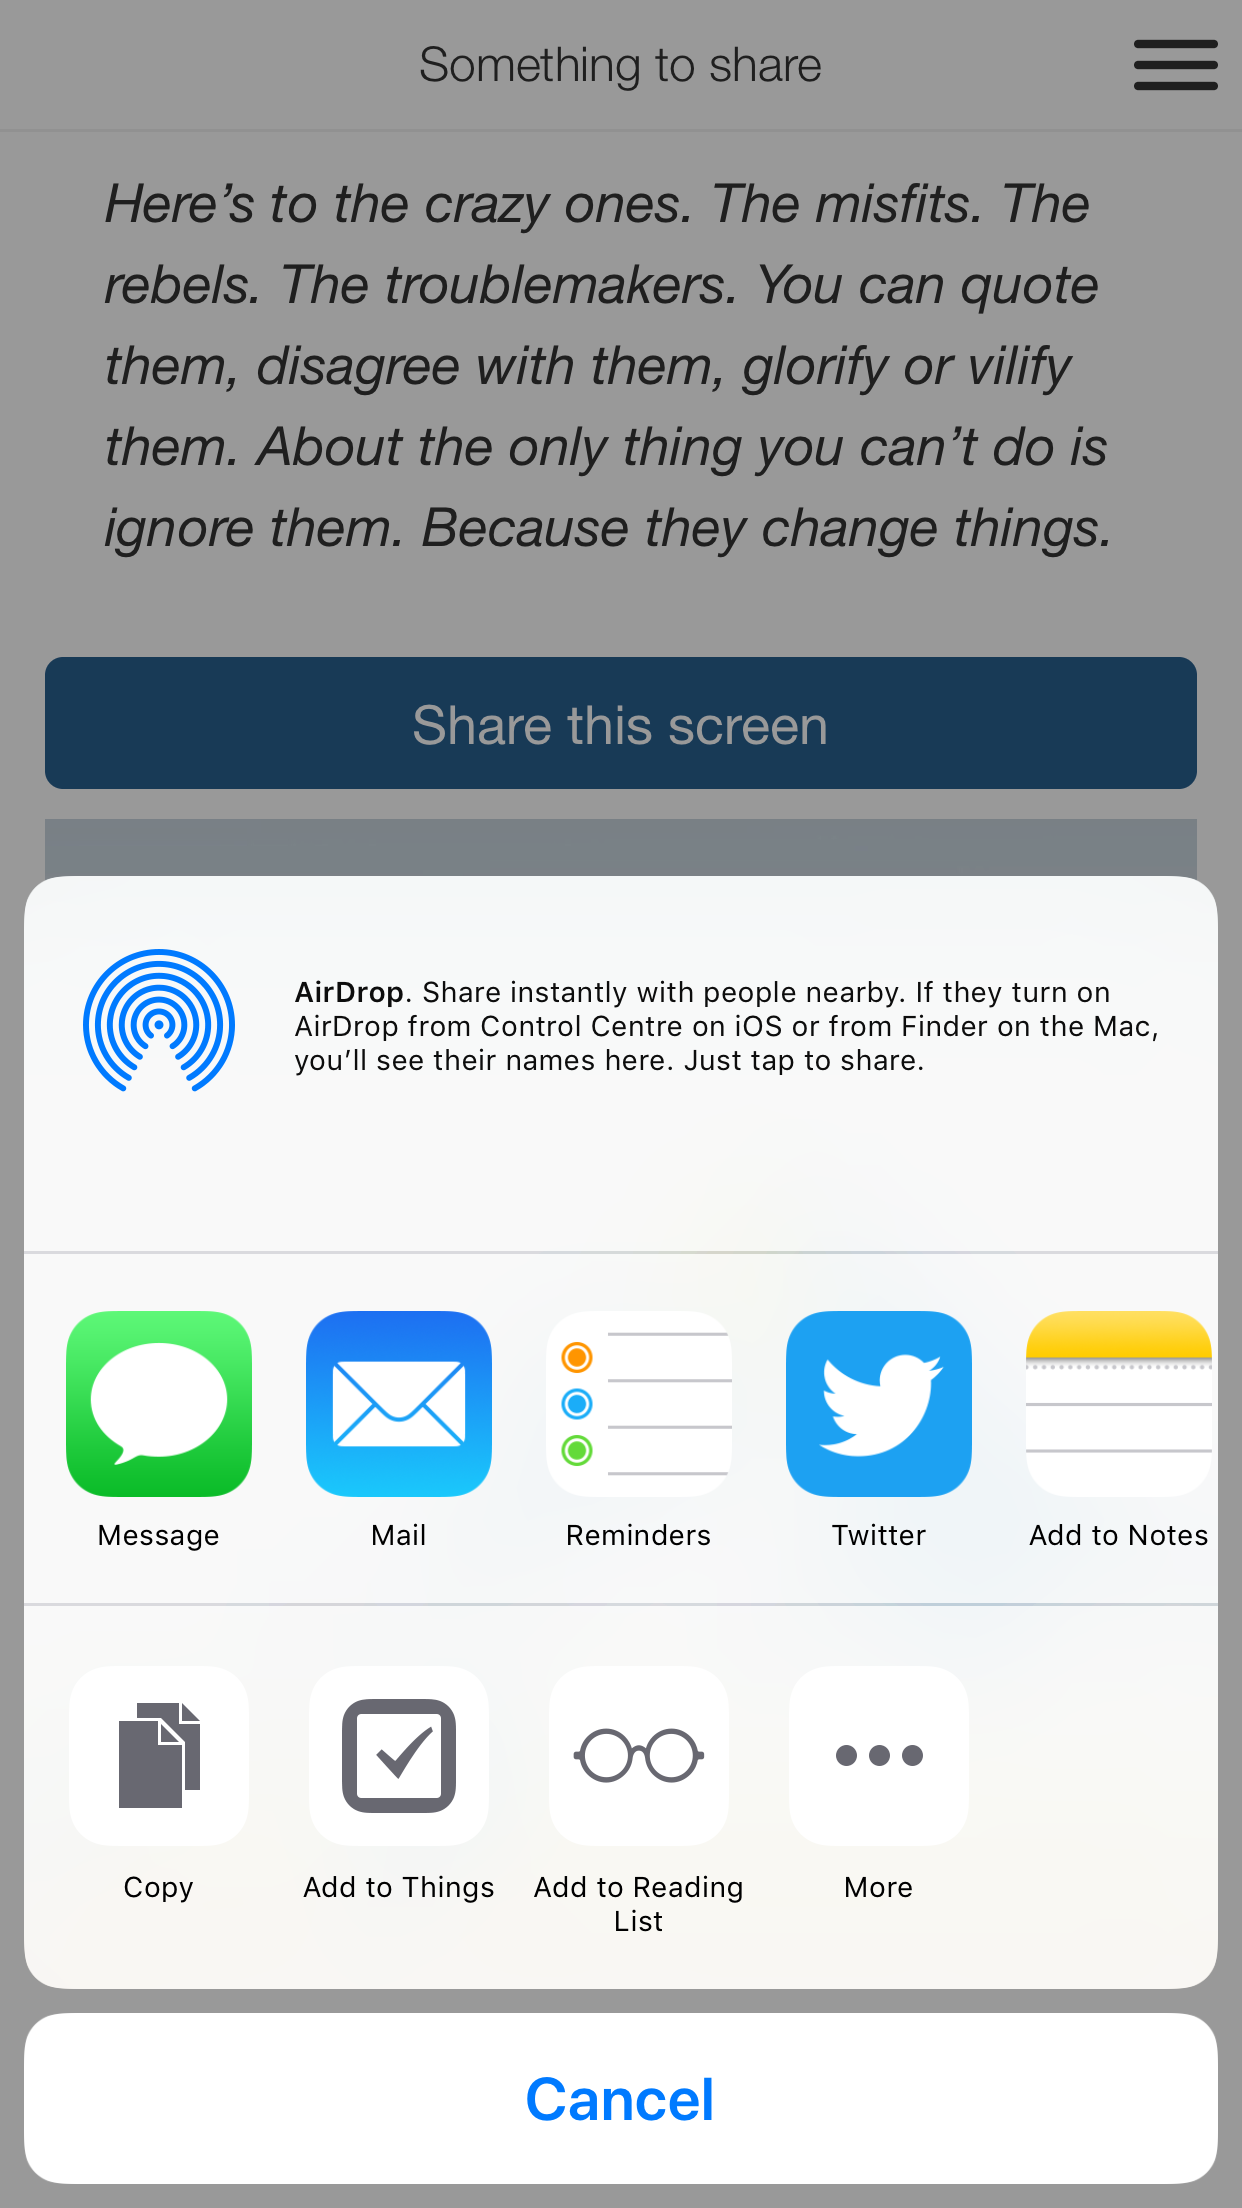 Something to share
Here’s to the crazy ones. The misfits. The
rebels. The troublemakers. You can quote
them, disagree with them, glorify or vilify
them. About the only thing you can’t do is
ignore them. Because they change things.
Share this screen
AirDrop. Share instantly with people nearby. If they turn on
AirDrop from Control Centre on iOS or from Finder on the Mac,
you’ll see their names here. Just tap to share.
Message
Mail
Reminders
Twitter
Add to Notes
Copy
Add to Things
Add to Reading
List
More
Cancel